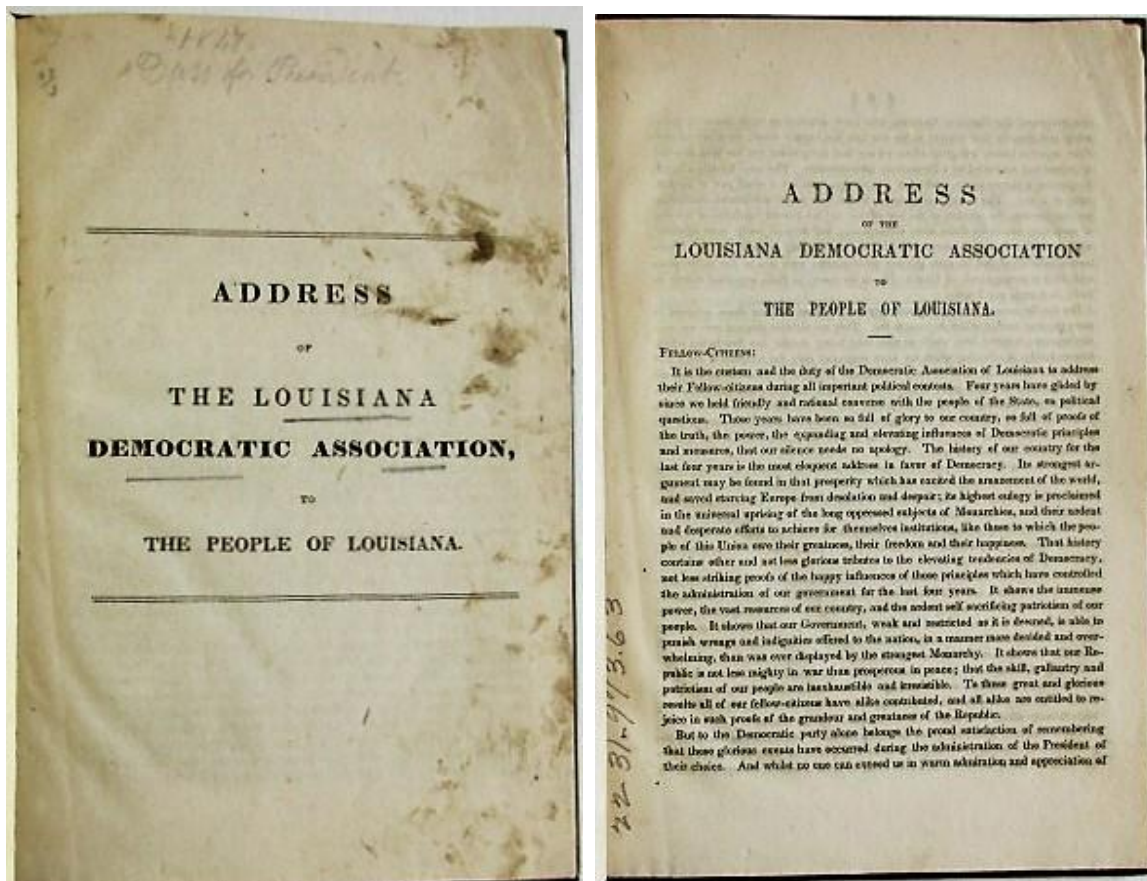 Cass for President
ADDRESS
OF
THE LOUISIANA
DEMOCRATIC ASSOCIATION,
TO
THE PEOPLE OF LOUISIANA.
ADDRESS
OF THE
LOUISIANA DEMOCRATIC ASSOCIATION
TO
THE PEOPLE OF LOUISIANA.
FELLOW-CITIZENS:
It is the custom and the duty of the Democratic Association of Louisiana to address
their Fellow-citizens during all important political contests. Four years have glided by
since we held friendly and rational converse with the people of the State, on political
questions. Those years have been so full of glory to our country, so full of proofs of
the truth, the power, the expanding and elevating influences of Democratic principles
and measures, that our silence needs no apology. The history of our country for the
last four years is the most eloquent address in favor of Democracy. Its strongest ar-
gument may be found in that prosperity which has excited the amazement of the world,
and saved starving Europe from desolation and despair; its highest eulogy is proclaimed
in the universal uprising of the long oppressed subjects of Monarchies, and their ardent
and desperate efforts to achieve for themselves institutions, like those to which the peo-
ple of this Union owe their greatness, their freedom and their happiness. That history
contains other and not less glorious tributes to the elevating tendencies of Democracy,
not less striking proofs of the happy influences of those principles which have controlled
the administration of our government for the last four years. It shows the immense
power, the vast resources of our country, and the ardent self sacrificing patriotism of our
people. It shows that our Government, weak and restricted as it is deemed, is able to
punish wrongs and indignities offered to the nation, in a manner more decided and over-
whelming, than was ever displayed by the strongest Monarchy. It shows that our Re-
public is not less mighty in war than prosperous in peace; that the skill, gallantry and
patriotism of our people are inexhaustible and irresistible. To these great and glorious
results all of our fellow-citizens have alike contributed, and all alike are entitled to re-
joice in such proofs of the grandeur and greatness of the Republic.
But to the Democratic party alone belongs the proud satisfaction of remembering
that these glorious events have occurred during the administration of the President of
their choice. And whilst no one can exceed us in warm admiration and appreciation of